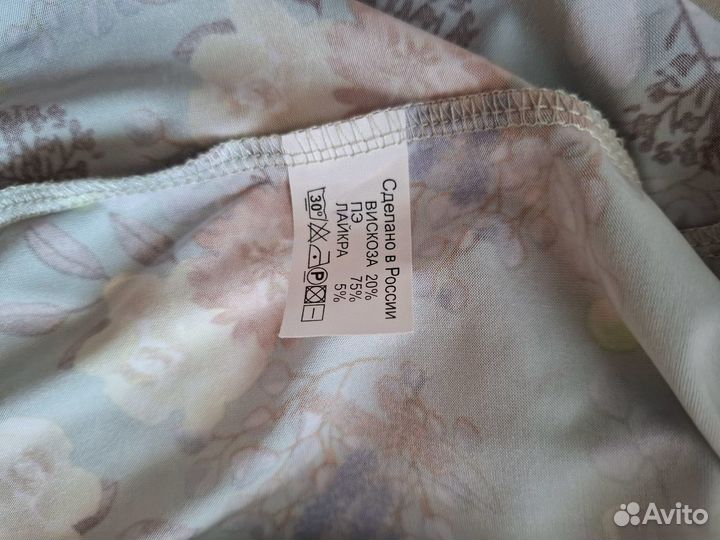 Сделано в России
ВИСКОЗА 20%
ПЭ 75%
ЛАЙКРА 5%
30°
P
Avito